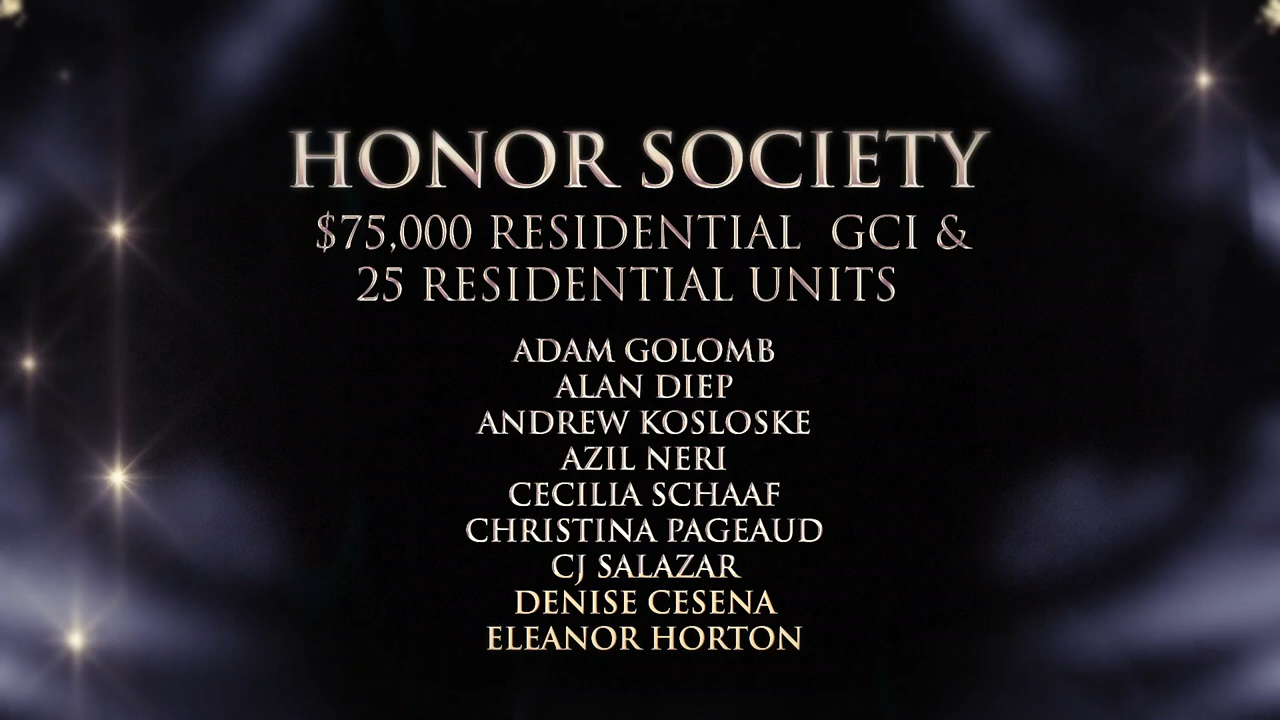 HONOR SOCIETY
$75,000 RESIDENTIAL GCI &
25 RESIDENTIAL UNITS
ADAM GOLOMB
ALAN DIEP
ANDREW KOSLOSKE
AZIL NERI
CECILIA SCHAAF
CHRISTINA PAGEAUD
CJ SALAZAR
DENISE CESENA
ELEANOR HORTON